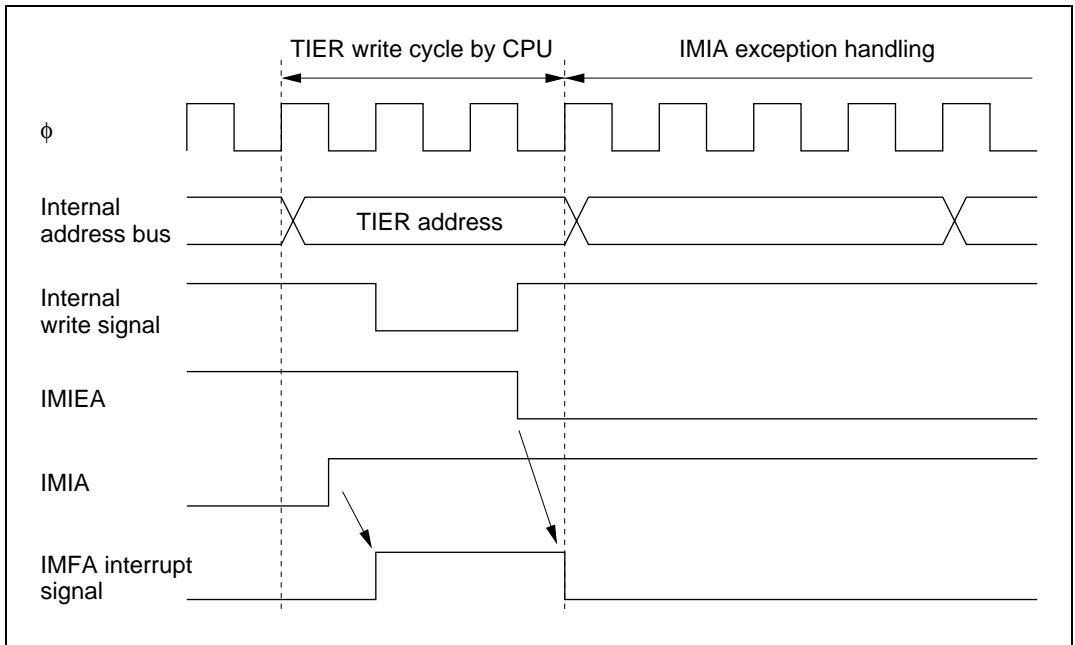 TIER write cycle by CPU
IMIA exception handling
φ
Internal
address bus
TIER address
Internal
write signal
IMIEA
IMIA
IMFA interrupt
signal